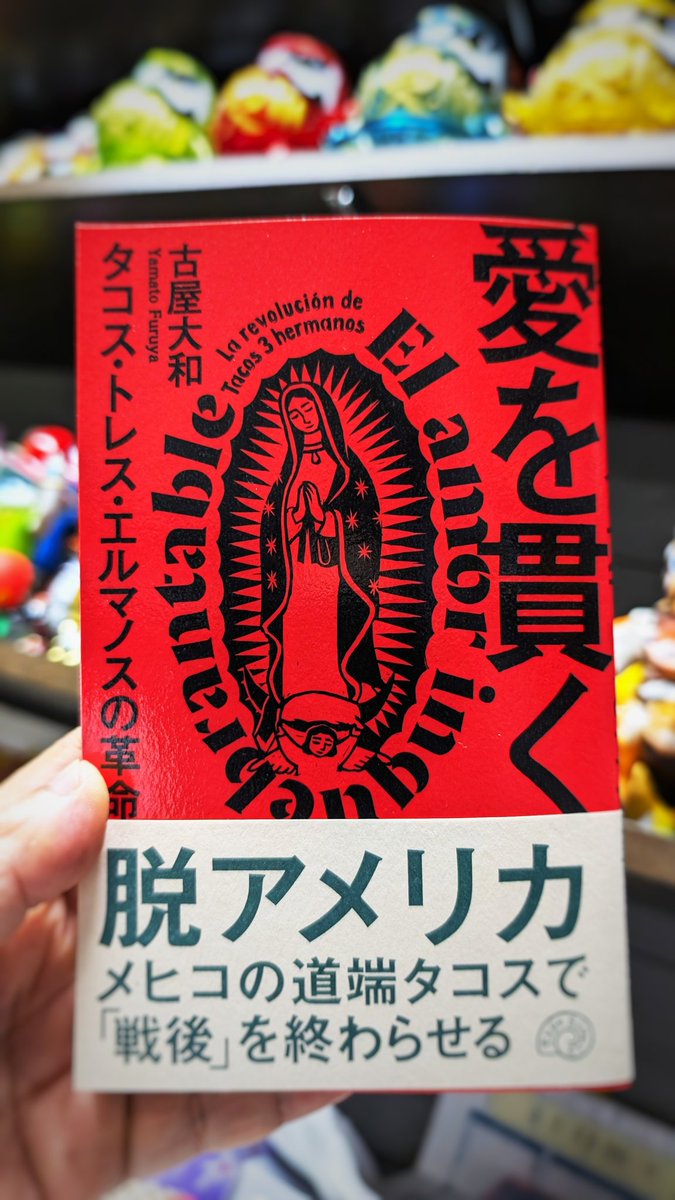 愛を貫く
El amor inquebrantable
La revolución de
Tacos 3 hermanos
古屋大和
Yamato Furuya
タコス・トレス・エルマノスの革命
脱アメリカ
メヒコの道端タコスで
「戦後」を終わらせる